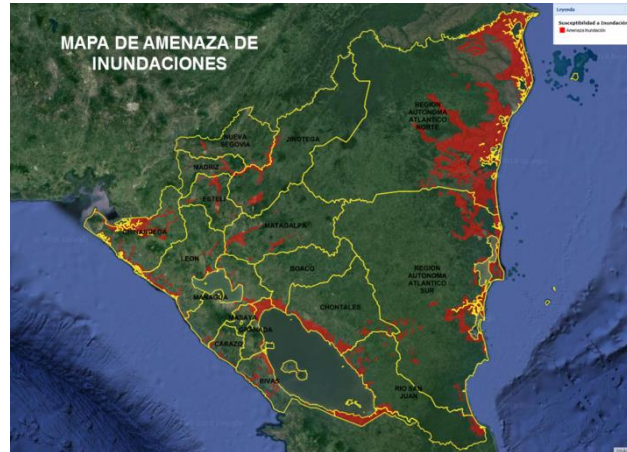 Leyenda
Susceptibilidad a Inundación
Amenaza Inundación
MAPA DE AMENAZA DE
INUNDACIONES
REGION
AUTONOMA
ATLANTICO
NORTE
NUEVA
SEGOVIA
JINOTEGA
MADRIZ
ESTELI
CHINANDEGA
MATAGALPA
LEON
BOACO
REGION
AUTONOMA
ATLANTICO
SUR
MANAGUA
CHONTALES
MASAYA
GRANADA
CARAZO
RIVAS
RIO SAN
JUAN